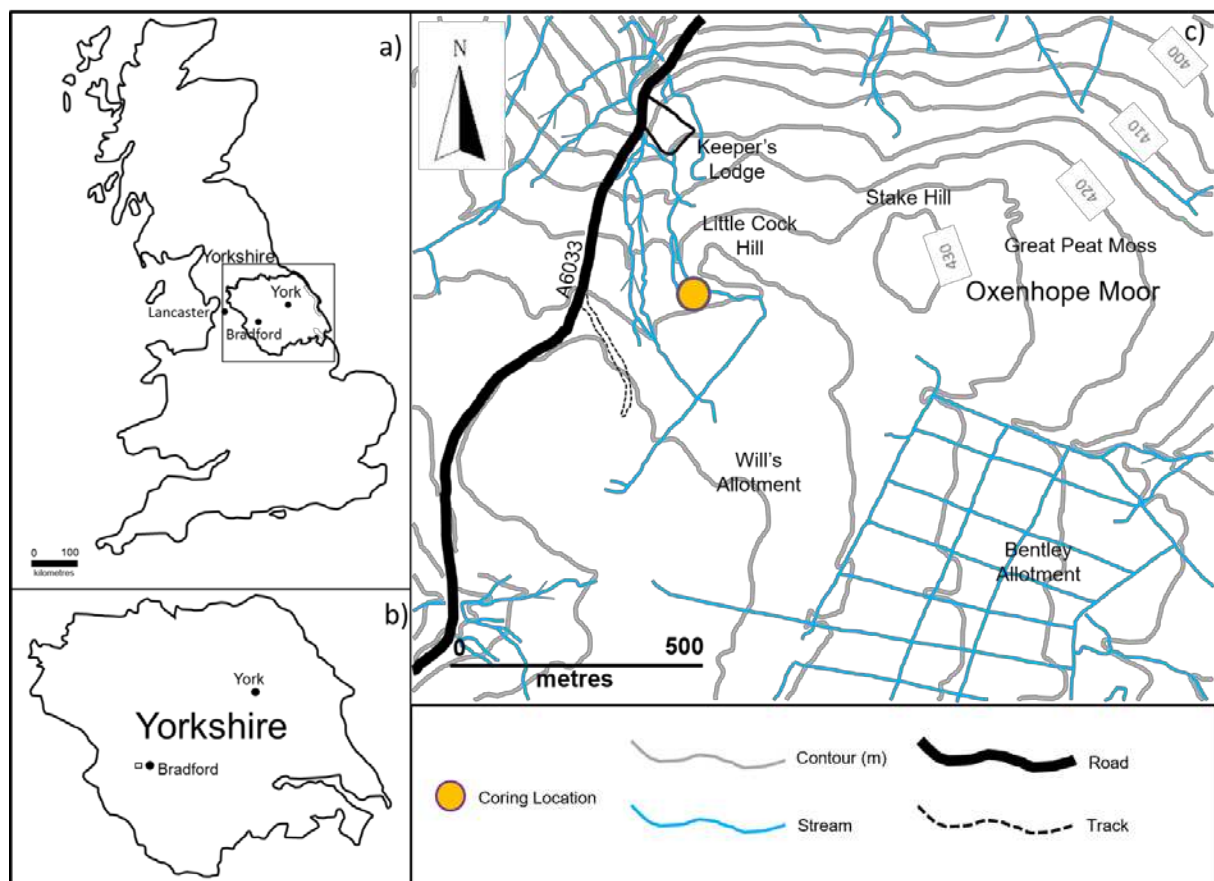 a)
Yorkshire
York
Lancaster
Bradford
0 100
kilometres
b)
York
Yorkshire
Bradford
c)
N
400
410
420
430
Keeper's
Lodge
Stake Hill
Little Cock
Hill
Great Peat Moss
Oxenhope Moor
A6033
Will's
Allotment
Bentley
Allotment
0 500
metres
Coring Location
Contour (m)
Stream
Road
Track